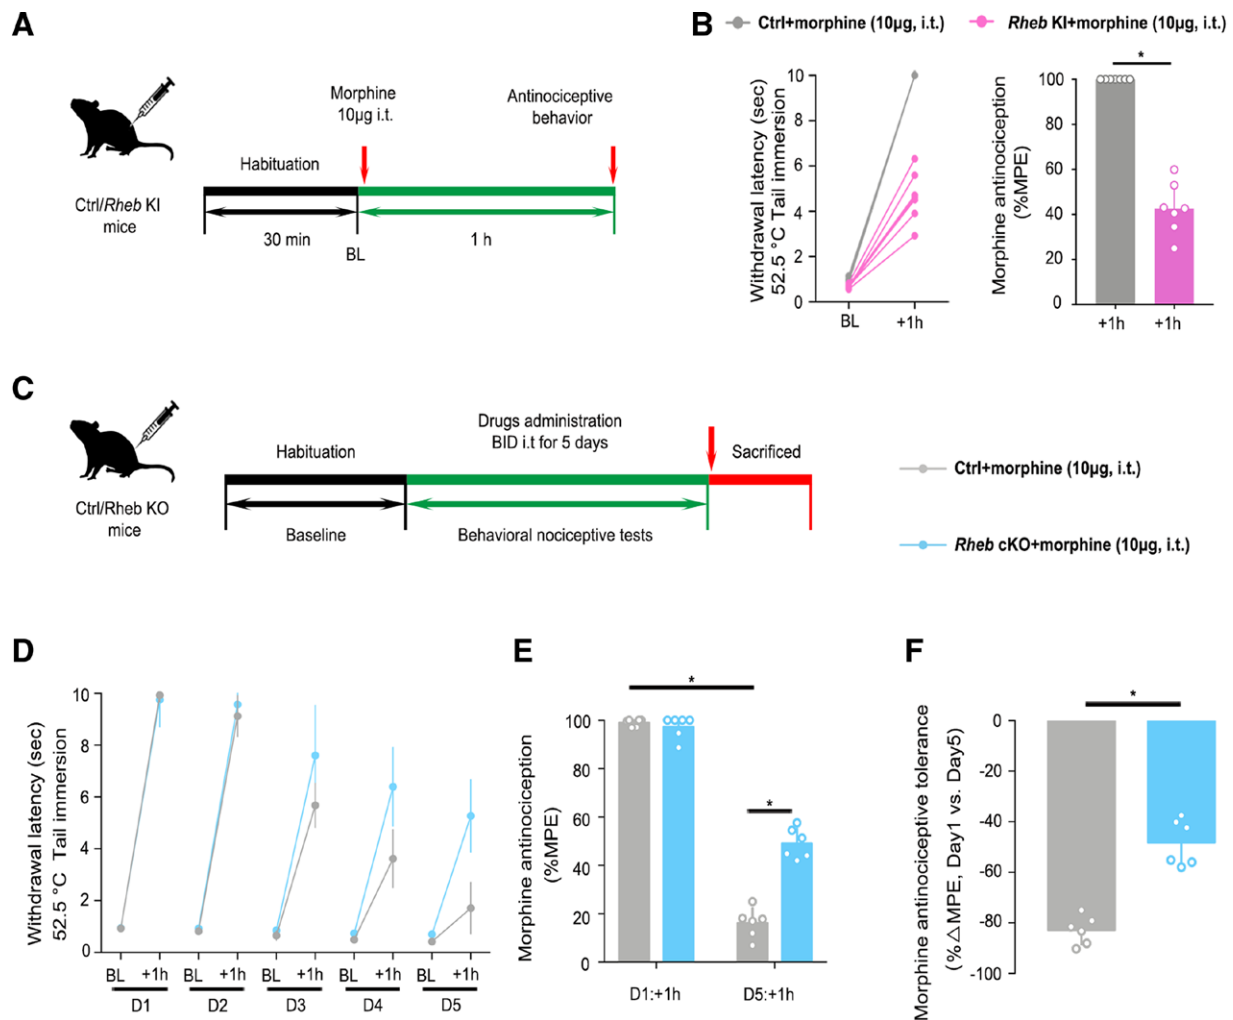 A
Morphine
10µg i.t.
Antinociceptive
behavior
Habituation
Ctrl/Rheb KI
mice
30 min
BL
1 h
B
Ctrl+morphine (10µg, i.t.)
Rheb KI+morphine (10µg, i.t.)
Withdrawal latency (sec)
52.5 °C Tail immersion
10
8
6
4
2
0
BL
+1h
Morphine antinociception
(%MPE)
*
100
80
60
40
20
0
+1h
+1h
C
Ctrl/Rheb KO
mice
Habituation
Baseline
Drugs administration
BID i.t for 5 days
Behavioral nociceptive tests
Sacrificed
Ctrl+morphine (10µg, i.t.)
Rheb cKO+morphine (10µg, i.t.)
D
Withdrawal latency (sec)
52.5 °C Tail immersion
10
8
6
4
2
0
BL +1h BL +1h BL +1h BL +1h BL +1h
D1 D2 D3 D4 D5
E
Morphine antinociception
(%MPE)
*
*
100
80
60
40
20
0
D1:+1h
D5:+1h
F
Morphine antinociceptive tolerance
(%△MPE, Day1 vs. Day5)
*
0
-20
-40
-60
-80
-100